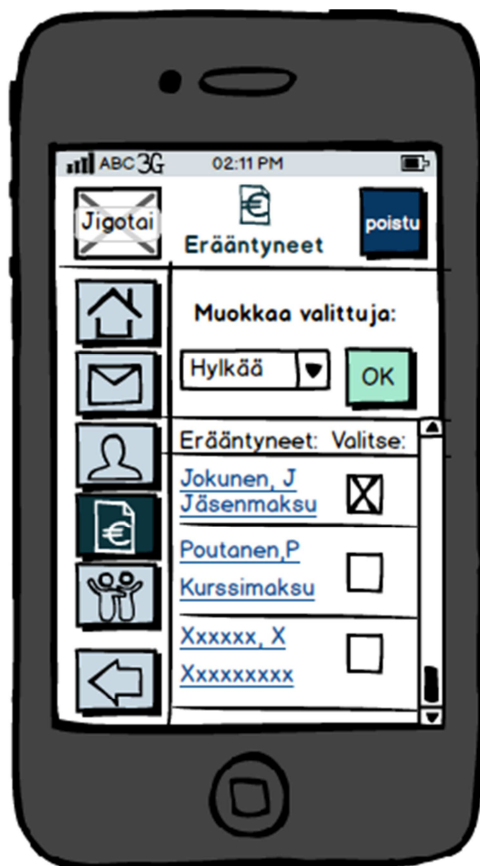 ABC 3G 02:11 PM
Jigotai
Erääntyneet
poistu
Muokkaa valittuja:
Hylkää
OK
Erääntyneet: Valitse:
Jokunen, J
Jäsenmaksu
Poutanen,P
Kurssimaksu
Xxxxxx, X
Xxxxxxxxx